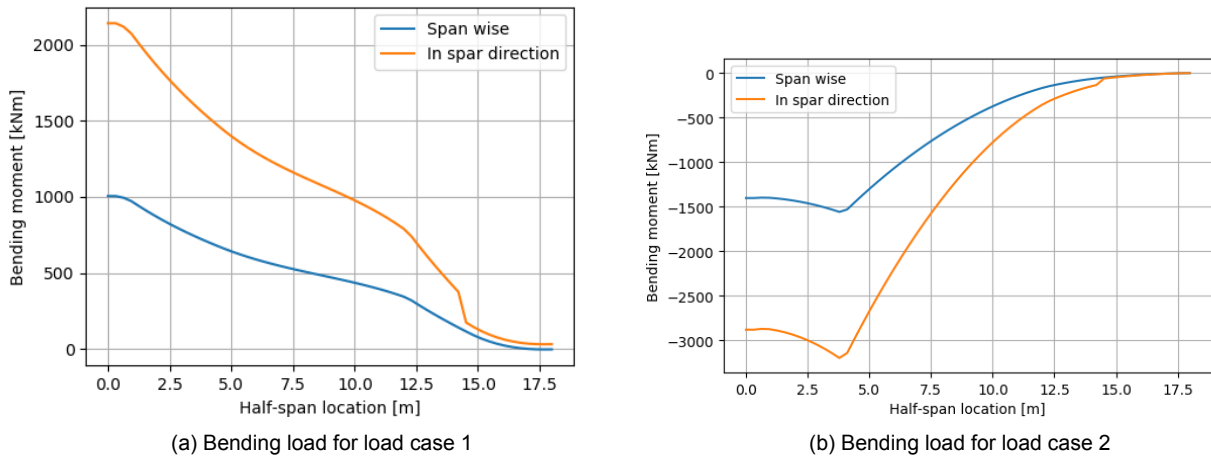 Bending moment [kNm]
2000
1500
1000
500
0
Span wise
In spar direction
0.0 2.5 5.0 7.5 10.0 12.5 15.0 17.5
Half-span location [m]
(a) Bending load for load case 1
Bending moment [kNm]
0
−500
−1000
−1500
−2000
−2500
−3000
Span wise
In spar direction
0.0 2.5 5.0 7.5 10.0 12.5 15.0 17.5
Half-span location [m]
(b) Bending load for load case 2